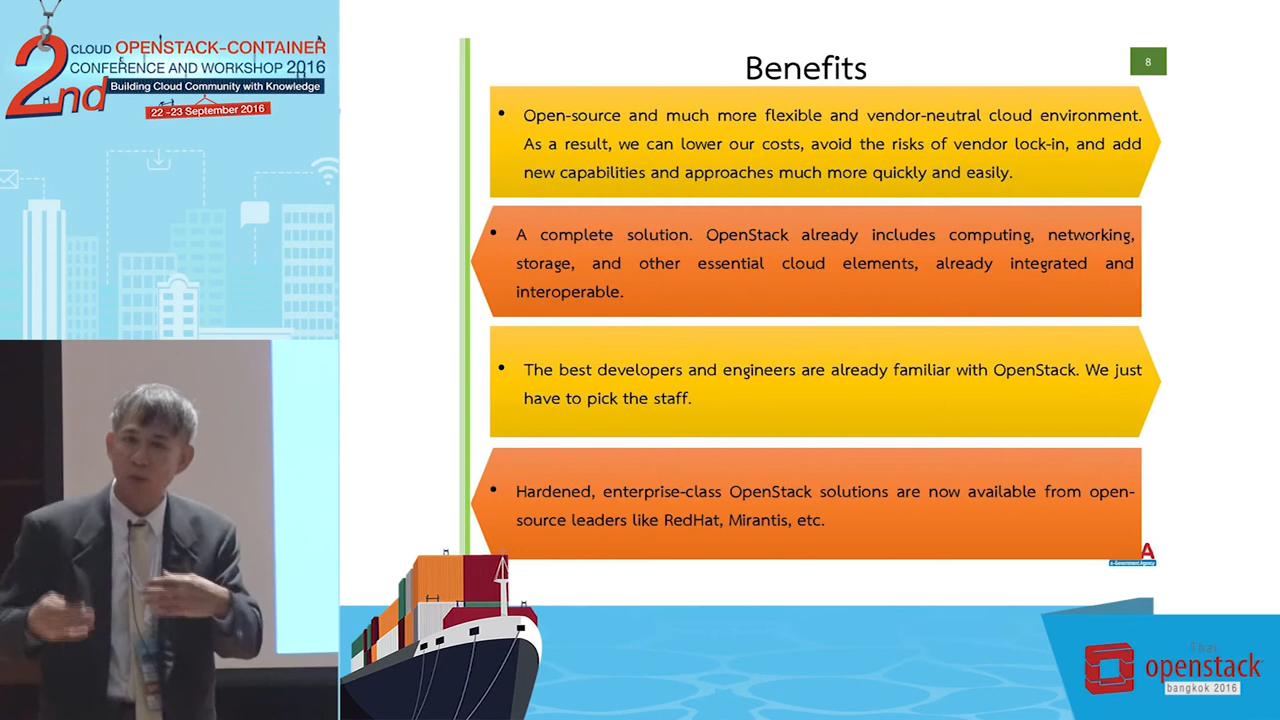 2nd
CLOUD OPENSTACK-CONTAINER
CONFERENCE AND WORKSHOP 2016
Building Cloud Community with Knowledge
22 -23 September 2016
Benefits
8
• Open-source and much more flexible and vendor-neutral cloud environment.
As a result, we can lower our costs, avoid the risks of vendor lock-in, and add
new capabilities and approaches much more quickly and easily.
• A complete solution. OpenStack already includes computing, networking,
storage, and other essential cloud elements, already integrated and
interoperable.
• The best developers and engineers are already familiar with OpenStack. We just
have to pick the staff.
• Hardened, enterprise-class OpenStack solutions are now available from open-
source leaders like RedHat, Mirantis, etc.
A
e-Government Agency
Thai
openstack
bangkok 2016